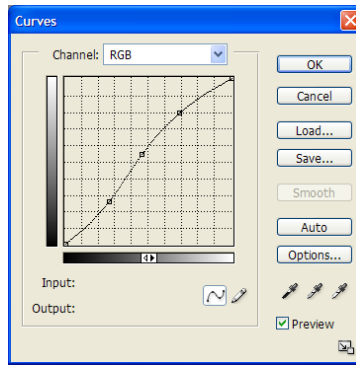 Curves
Channel: RGB
OK
Cancel
Load...
Save...
Smooth
Auto
Options...
Input:
Output:
Preview